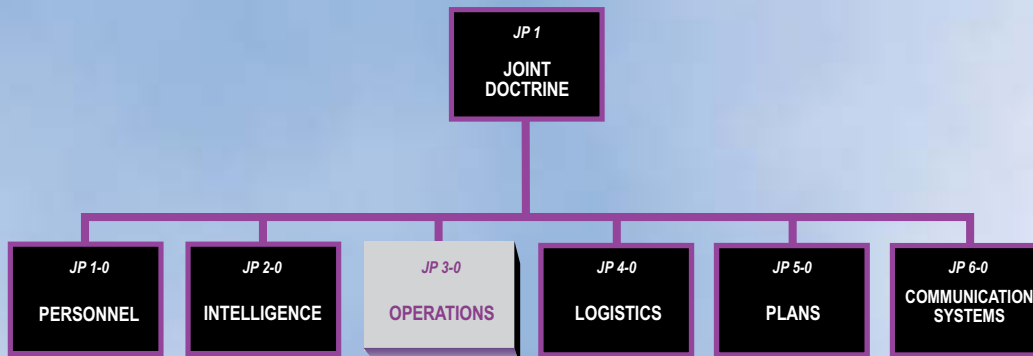 JP 1
JOINT
DOCTRINE
JP 1-0
PERSONNEL
JP 2-0
INTELLIGENCE
JP 3-0
OPERATIONS
JP 4-0
LOGISTICS
JP 5-0
PLANS
JP 6-0
COMMUNICATION
SYSTEMS